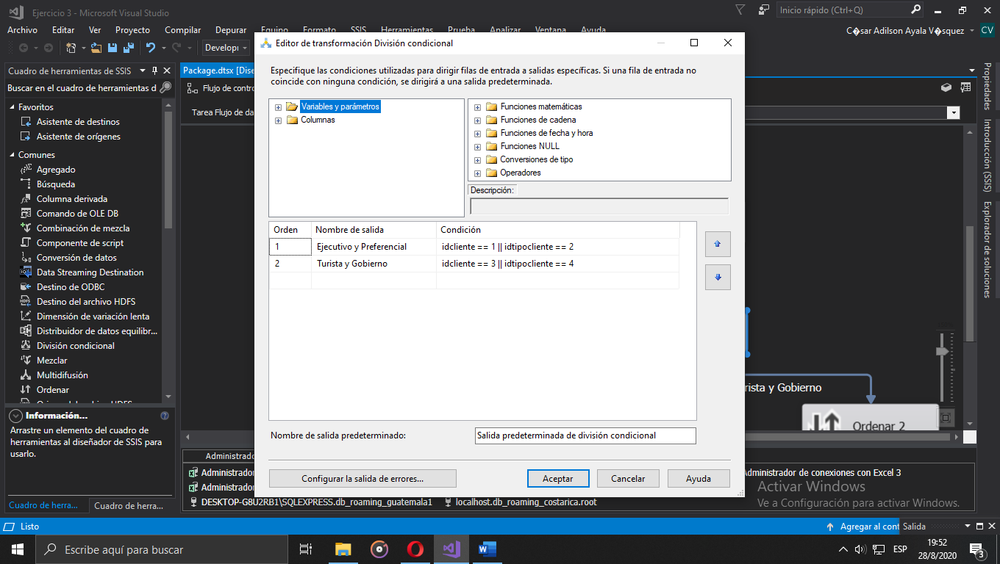 Ejercicio 3 - Microsoft Visual Studio
Inicio rápido (Ctrl+Q)
Archivo Editar Ver Proyecto Compilar Depurar Equipo Formato SSIS Herramientas Prueba Analizar Ventana Ayuda
C�sar Adilson Ayala V�squez
CV
Develop
Editor de transformación División condicional
Especifique las condiciones utilizadas para dirigir filas de entrada a salidas específicas. Si una fila de entrada no
coincide con ninguna condición, se dirigirá a una salida predeterminada.
Variables y parámetros
Columnas
Funciones matemáticas
Funciones de cadena
Funciones de fecha y hora
Funciones NULL
Conversiones de tipo
Operadores
Descripción:
Orden Nombre de salida Condición
1 Ejecutivo y Preferencial idcliente == 1 || idtipocliente == 2
2 Turista y Gobierno idcliente == 3 || idtipocliente == 4
Nombre de salida predeterminado:
Salida predeterminada de división condicional
Configurar la salida de errores...
Aceptar
Cancelar
Ayuda
Cuadro de herramientas de SSIS
Buscar en el cuadro de herramientas d
Favoritos
Asistente de destinos
Asistente de orígenes
Comunes
Agregado
Búsqueda
Columna derivada
Comando de OLE DB
Combinación de mezcla
Componente de script
Conversión de datos
Data Streaming Destination
Destino de ODBC
Destino del archivo HDFS
Dimensión de variación lenta
Distribuidor de datos equilibr...
División condicional
Mezclar
Multidifusión
Ordenar
Información...
Arrastre un elemento del cuadro de
herramientas al diseñador de SSIS para
usarlo.
Cuadro de herra...
Cuadro de herra...
Package.dtsx [Dise
Flujo de contro
Tarea Flujo de da
rista y Gobierno
Ordenar 2
Propiedades
Introducción (SSIS)
Explorador de soluciones
Administrador
Administrador
Administrador
Administrador de conexiones con Excel 3
DESKTOP-G8U2RB1\SQLEXPRESS.db_roaming_guatemala1
localhost.db_roaming_costarica.root
Activar Windows
Ve a Configuración para activar Windows.
Listo
Agregar al cont
Salida
Escribe aquí para buscar
ESP
19:52
28/8/2020
3